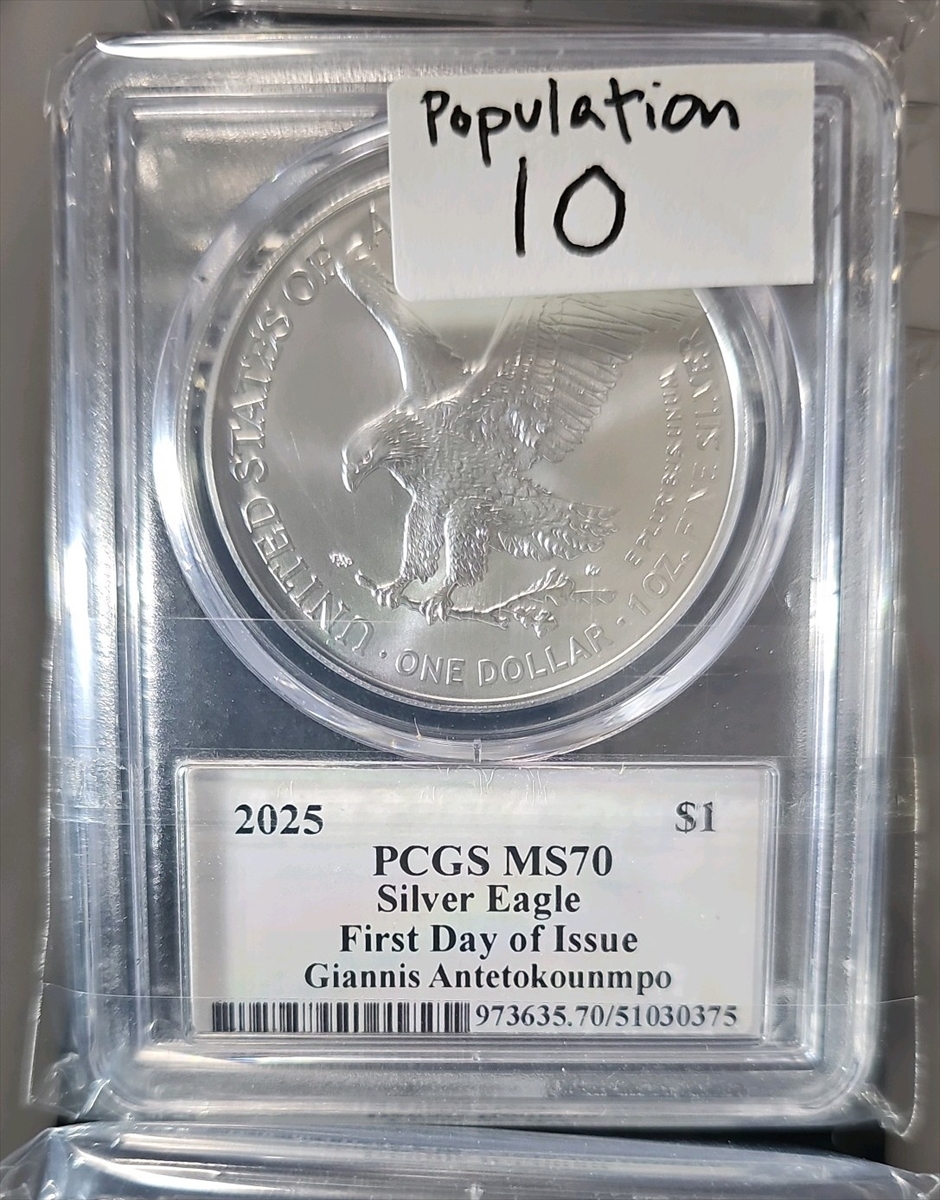 Population
10
UNITED STATES OF A
E PLURIBUS UNUM
1 OZ. FINE SILVER
ONE DOLLAR
2025 $1
PCGS MS70
Silver Eagle
First Day of Issue
Giannis Antetokounmpo
973635.70/51030375